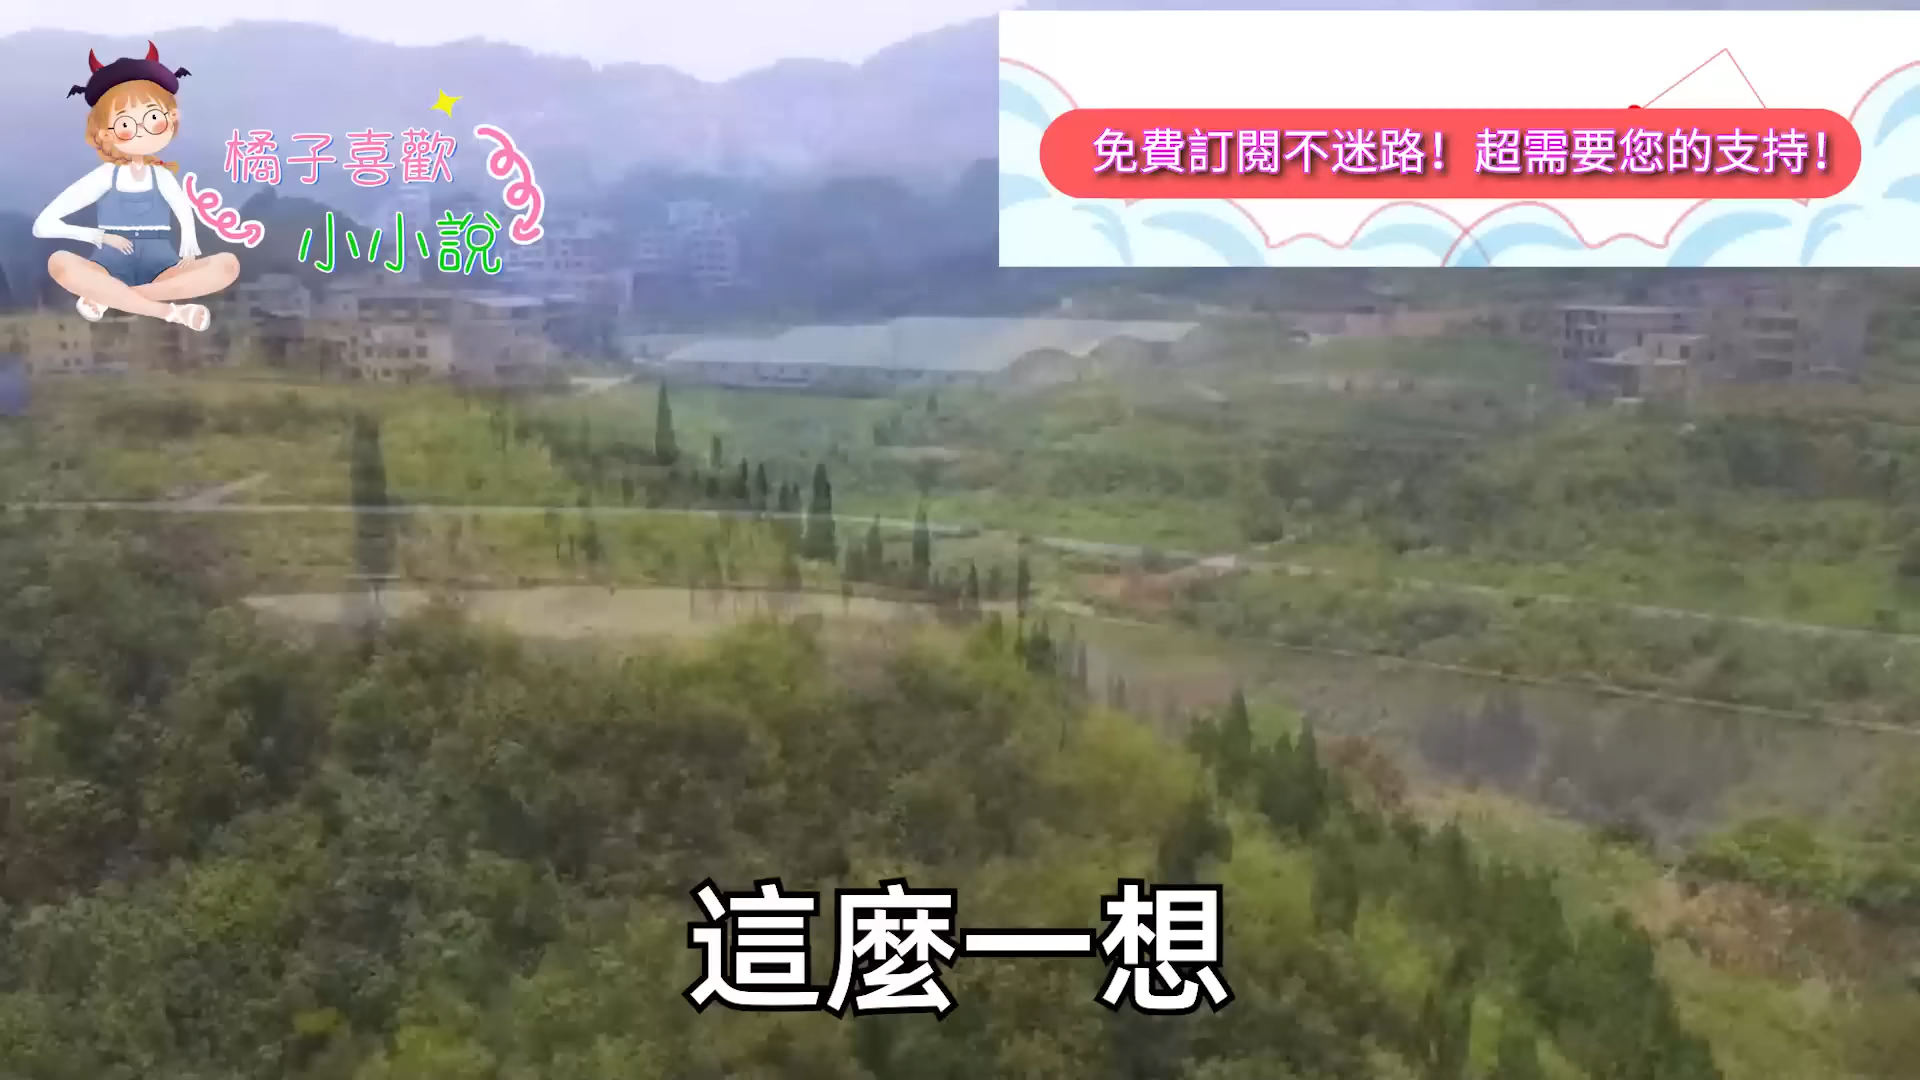 橘子喜歡
小小說
免費訂閱不迷路！超需要您的支持！
這麼一想